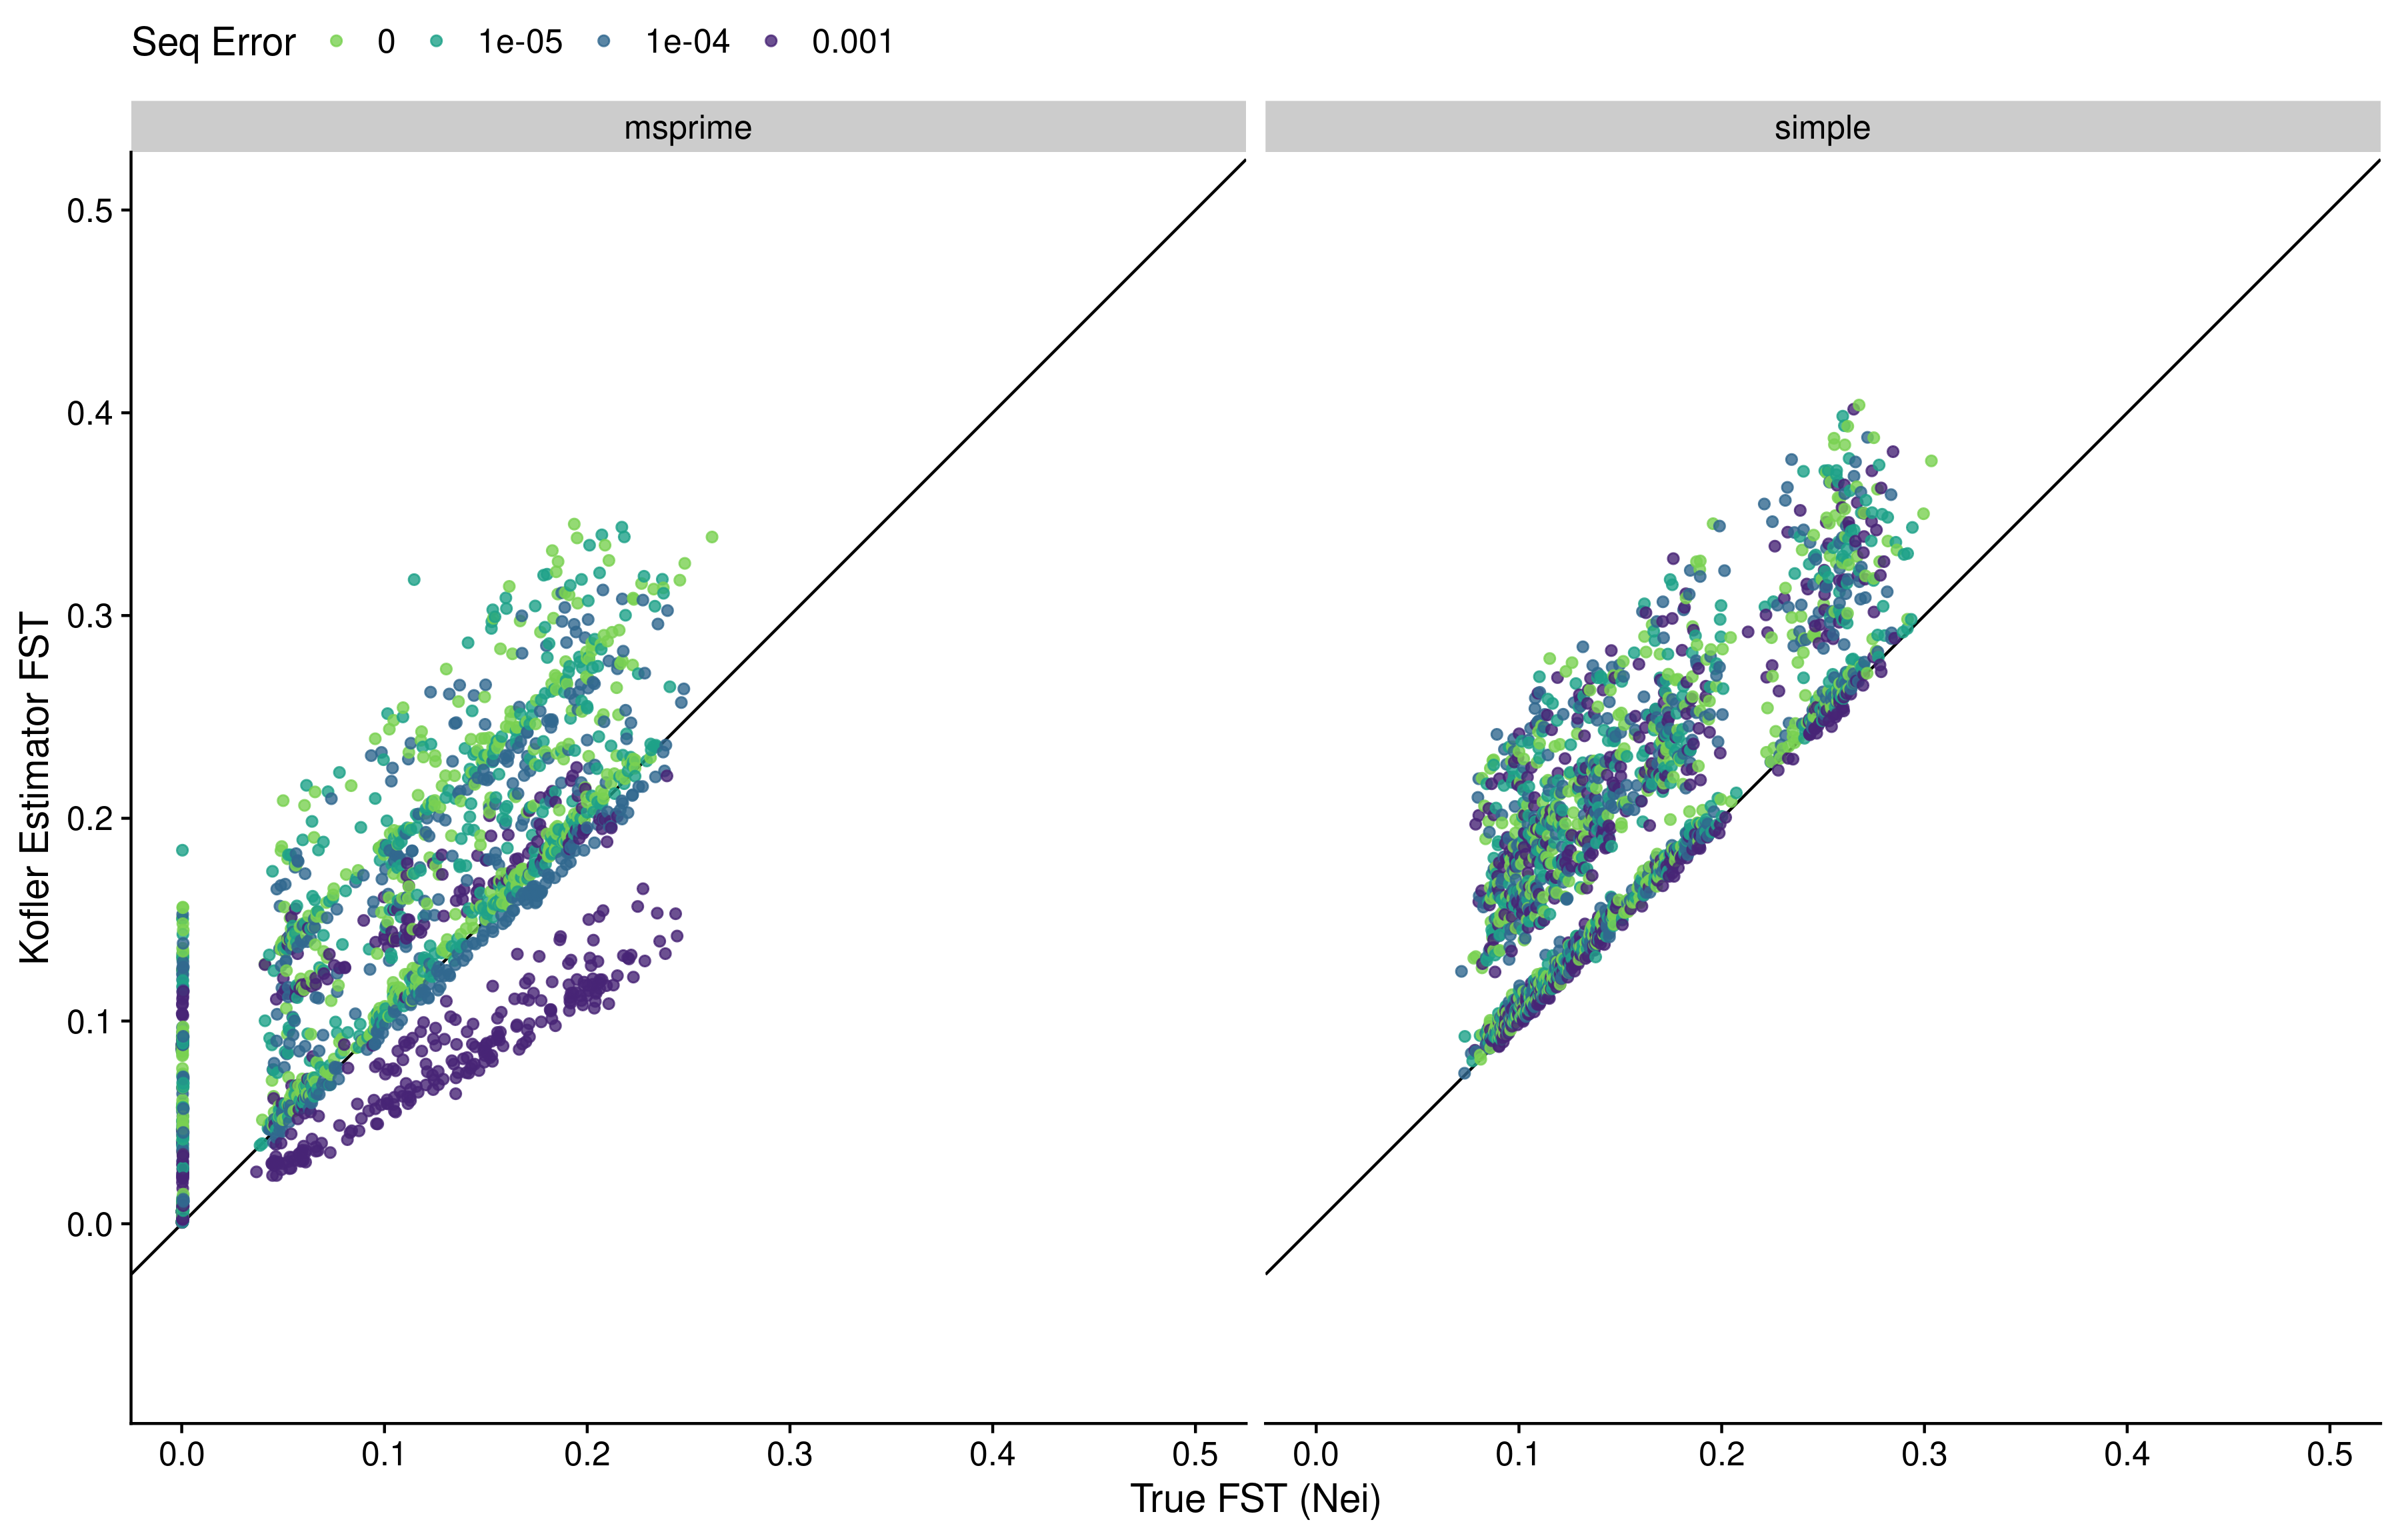 Seq Error 0 1e-05 1e-04 0.001
msprime simple
0.5
0.4
0.3
0.2
0.1
0.0
Kofler Estimator FST
0.0 0.1 0.2 0.3 0.4 0.5 0.0 0.1 0.2 0.3 0.4 0.5
True FST (Nei)